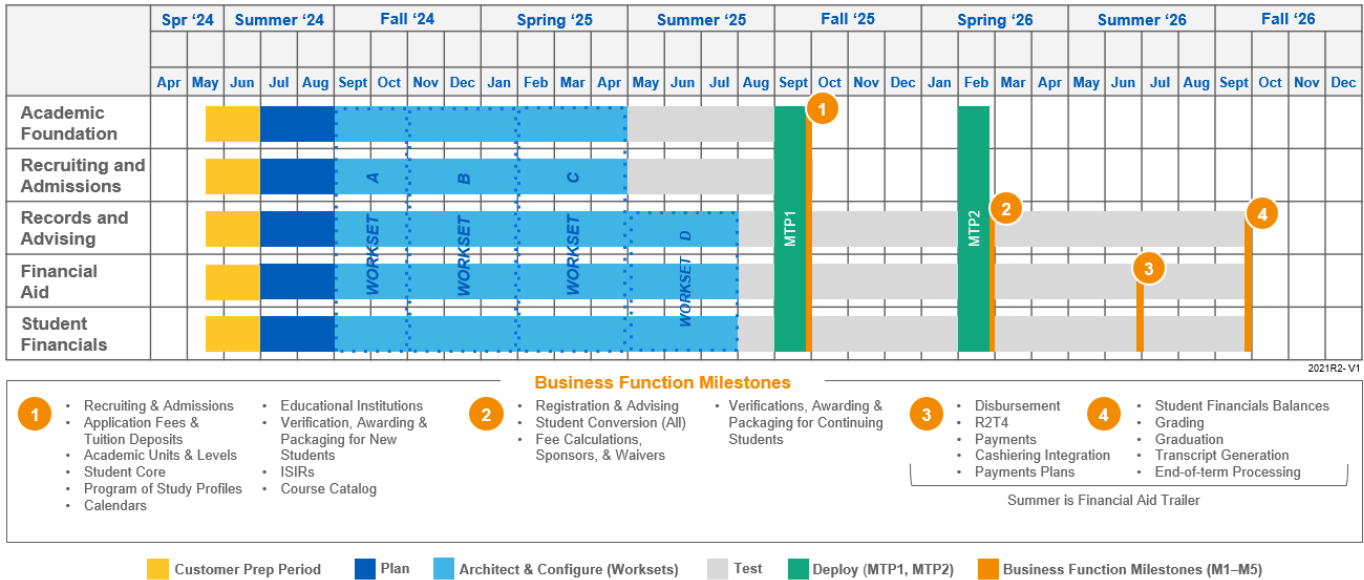 Spr ‘24 Summer ‘24 Fall ‘24 Spring ‘25 Summer ‘25 Fall ‘25 Spring ‘26 Summer ‘26 Fall ‘26
Apr May Jun Jul Aug Sept Oct Nov Dec Jan Feb Mar Apr May Jun Jul Aug Sept Oct Nov Dec Jan Feb Mar Apr May Jun Jul Aug Sept Oct Nov Dec
Academic
Foundation
Recruiting and
Admissions
Records and
Advising
Financial
Aid
Student
Financials
WORKSET A
WORKSET B
WORKSET C
WORKSET D
MTP1
MTP2
1
2
3
4
2021R2- V1
Business Function Milestones
1
• Recruiting & Admissions
• Application Fees &
Tuition Deposits
• Academic Units & Levels
• Student Core
• Program of Study Profiles
• Calendars
• Educational Institutions
• Verification, Awarding &
Packaging for New
Students
• ISIRs
• Course Catalog
2
• Registration & Advising
• Student Conversion (All)
• Fee Calculations,
Sponsors, & Waivers
• Verifications, Awarding &
Packaging for Continuing
Students
3
• Disbursement
• R2T4
• Payments
• Cashiering Integration
• Payments Plans
4
• Student Financials Balances
• Grading
• Graduation
• Transcript Generation
• End-of-term Processing
Summer is Financial Aid Trailer
Customer Prep Period
Plan
Architect & Configure (Worksets)
Test
Deploy (MTP1, MTP2)
Business Function Milestones (M1–M5)